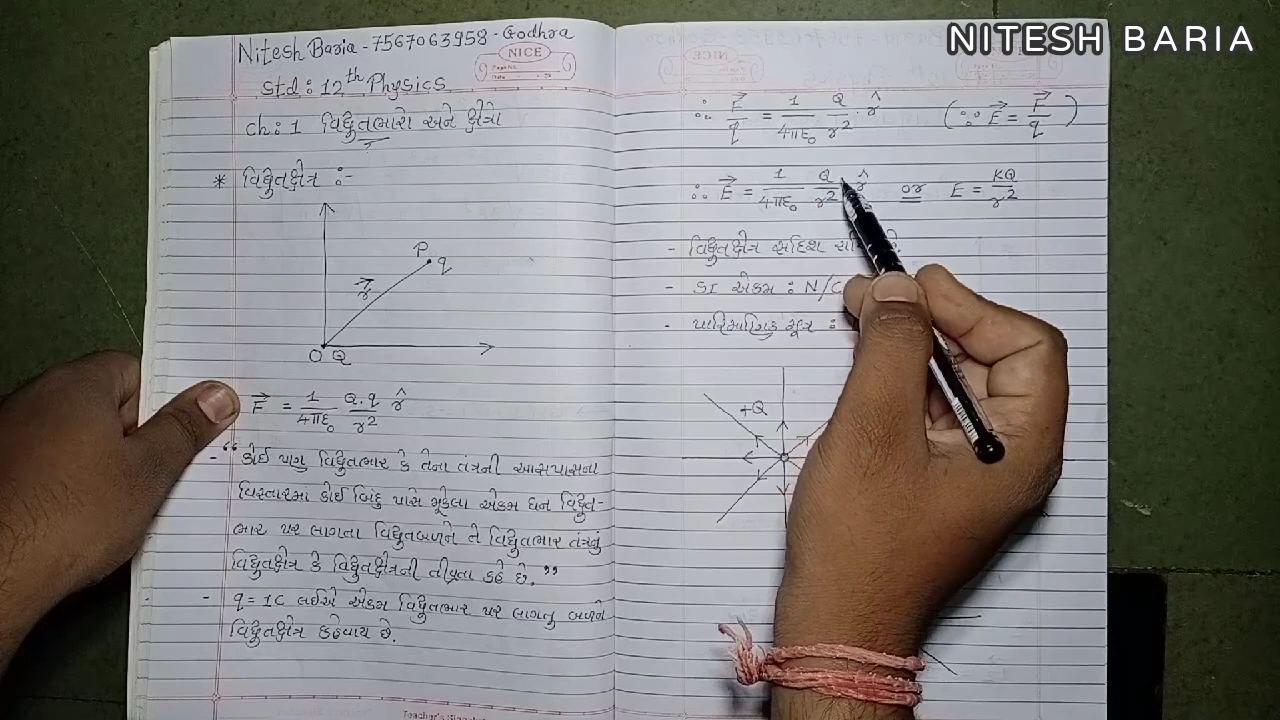 NITESH BARIA
Nitesh Baria - 7567063958 - Godhra
NICE
Std : 12th Physics
ch : 1 વિદ્યુતભારો અને ક્ષેત્રો
* વિદ્યુતક્ષેત્ર :-
P
q
r⃗
O Q
F⃗ = 1/4πε₀ Q.q/r² r̂
- “ કોઈ પણ વિદ્યુતભાર કે તેના તંત્રની આસપાસના
વિસ્તારમાં કોઈ બિંદુ પાસે મૂકેલા એકમ ધન વિદ્યુત-
ભાર પર લાગતા વિદ્યુતબળને તે વિદ્યુતભાર તંત્રનું
વિદ્યુતક્ષેત્ર કે વિદ્યુતક્ષેત્રની તીવ્રતા કહે છે. ”
- q = 1C લઈએ એકમ વિદ્યુતભાર પર લાગતુ બળને
વિદ્યુતક્ષેત્ર કહેવાય છે.
∴ F⃗/q = 1/4πε₀ Q/r² . r̂ (∵ E⃗ = F⃗/q)
∴ E⃗ = 1/4πε₀ Q/r² r̂ or E = KQ/r²
- વિદ્યુતક્ષેત્ર સદિશ છે.
- SI એકમ : N/C
- પારિમાણિક સૂત્ર :
+Q